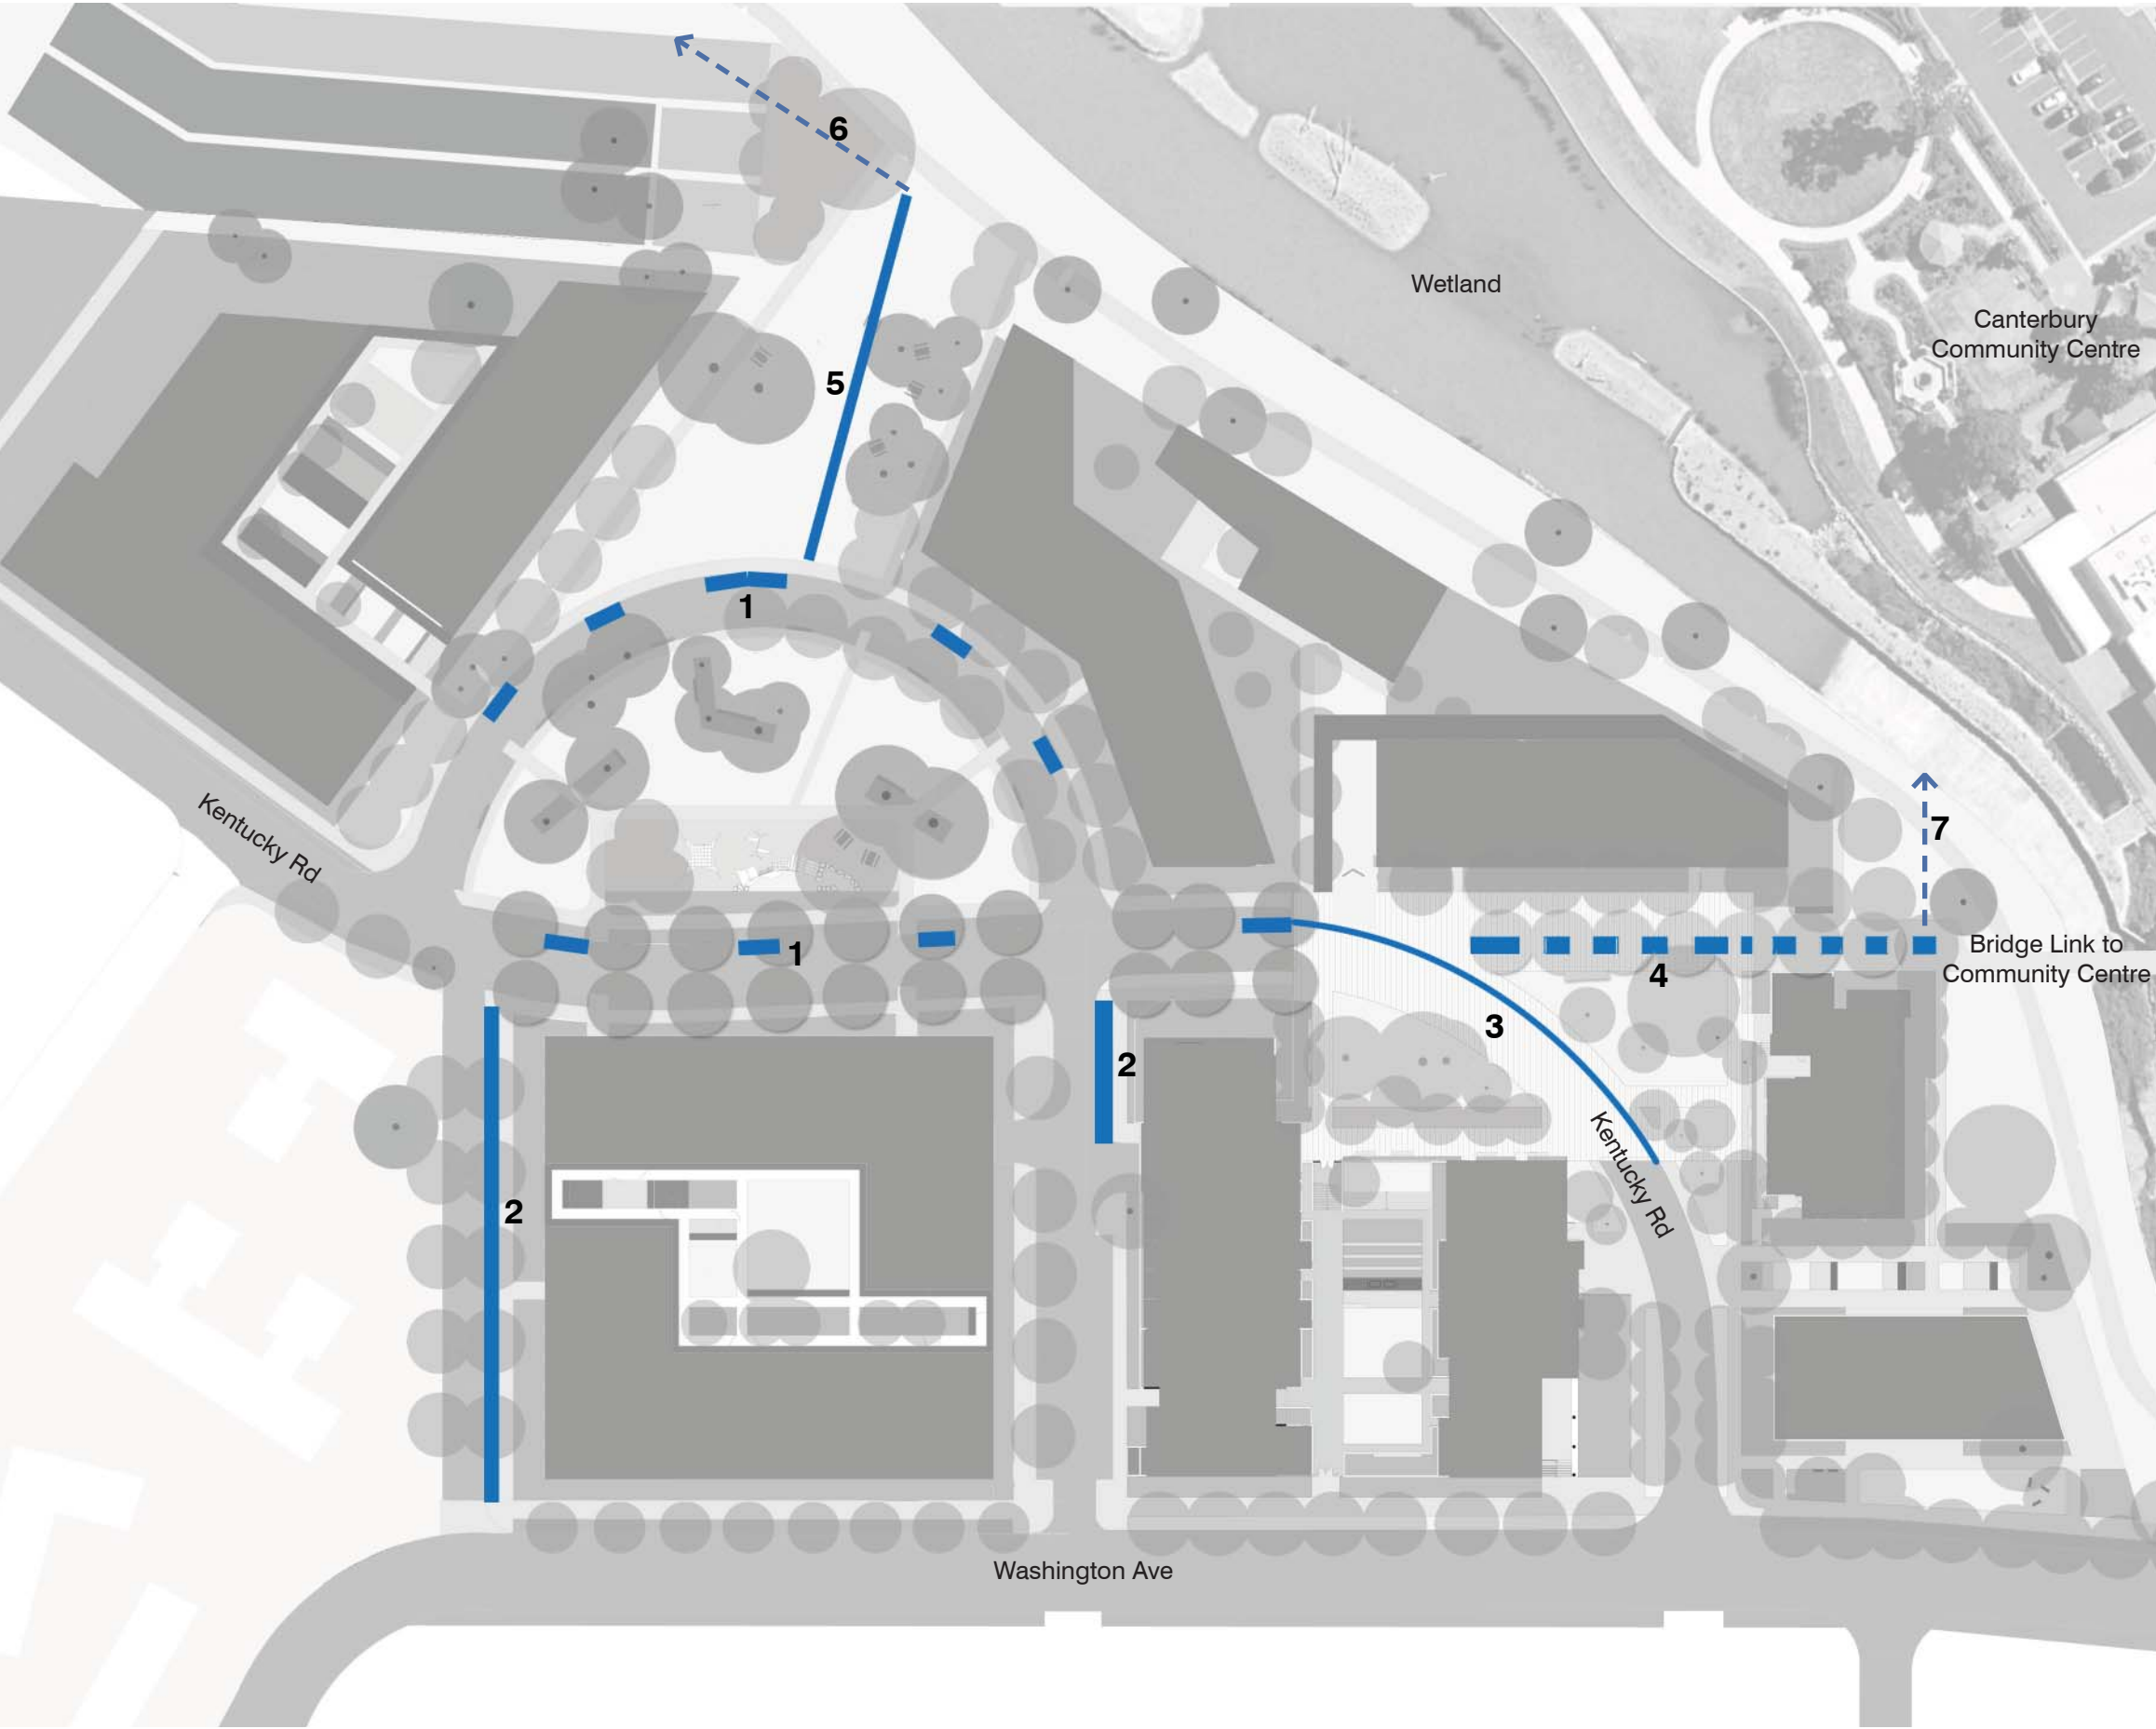 6
Wetland
Canterbury
Community Centre
5
1
Kentucky Rd
7
1
Bridge Link to
Community Centre
4
3
2
Kentucky Rd
2
Washington Ave